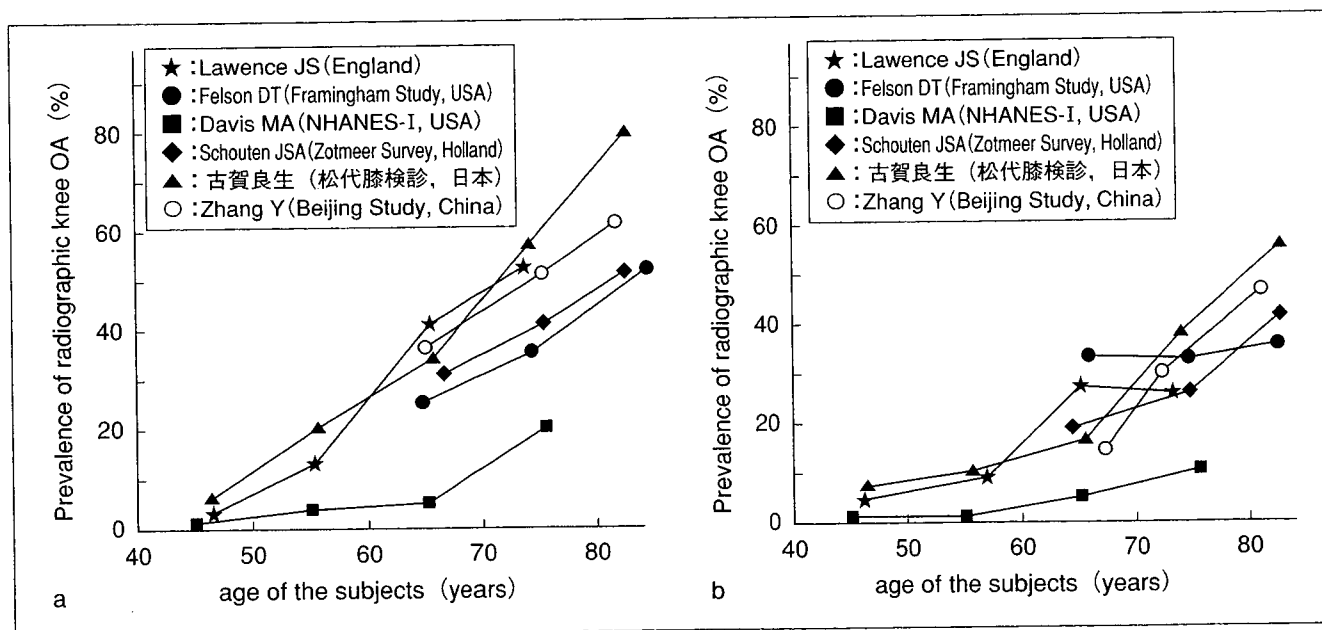 Prevalence of radiographic knee OA (%)
80
60
40
20
0
★:Lawence JS(England)
●:Felson DT(Framingham Study, USA)
■:Davis MA(NHANES-I, USA)
◆:Schouten JSA(Zotmeer Survey, Holland)
▲:古賀良生(松代膝検診,日本)
○:Zhang Y(Beijing Study, China)
40 50 60 70 80
age of the subjects (years)
a
Prevalence of radiographic knee OA (%)
80
60
40
20
0
★:Lawence JS(England)
●:Felson DT(Framingham Study, USA)
■:Davis MA(NHANES-I, USA)
◆:Schouten JSA(Zotmeer Survey, Holland)
▲:古賀良生(松代膝検診,日本)
○:Zhang Y(Beijing Study, China)
40 50 60 70 80
age of the subjects (years)
b